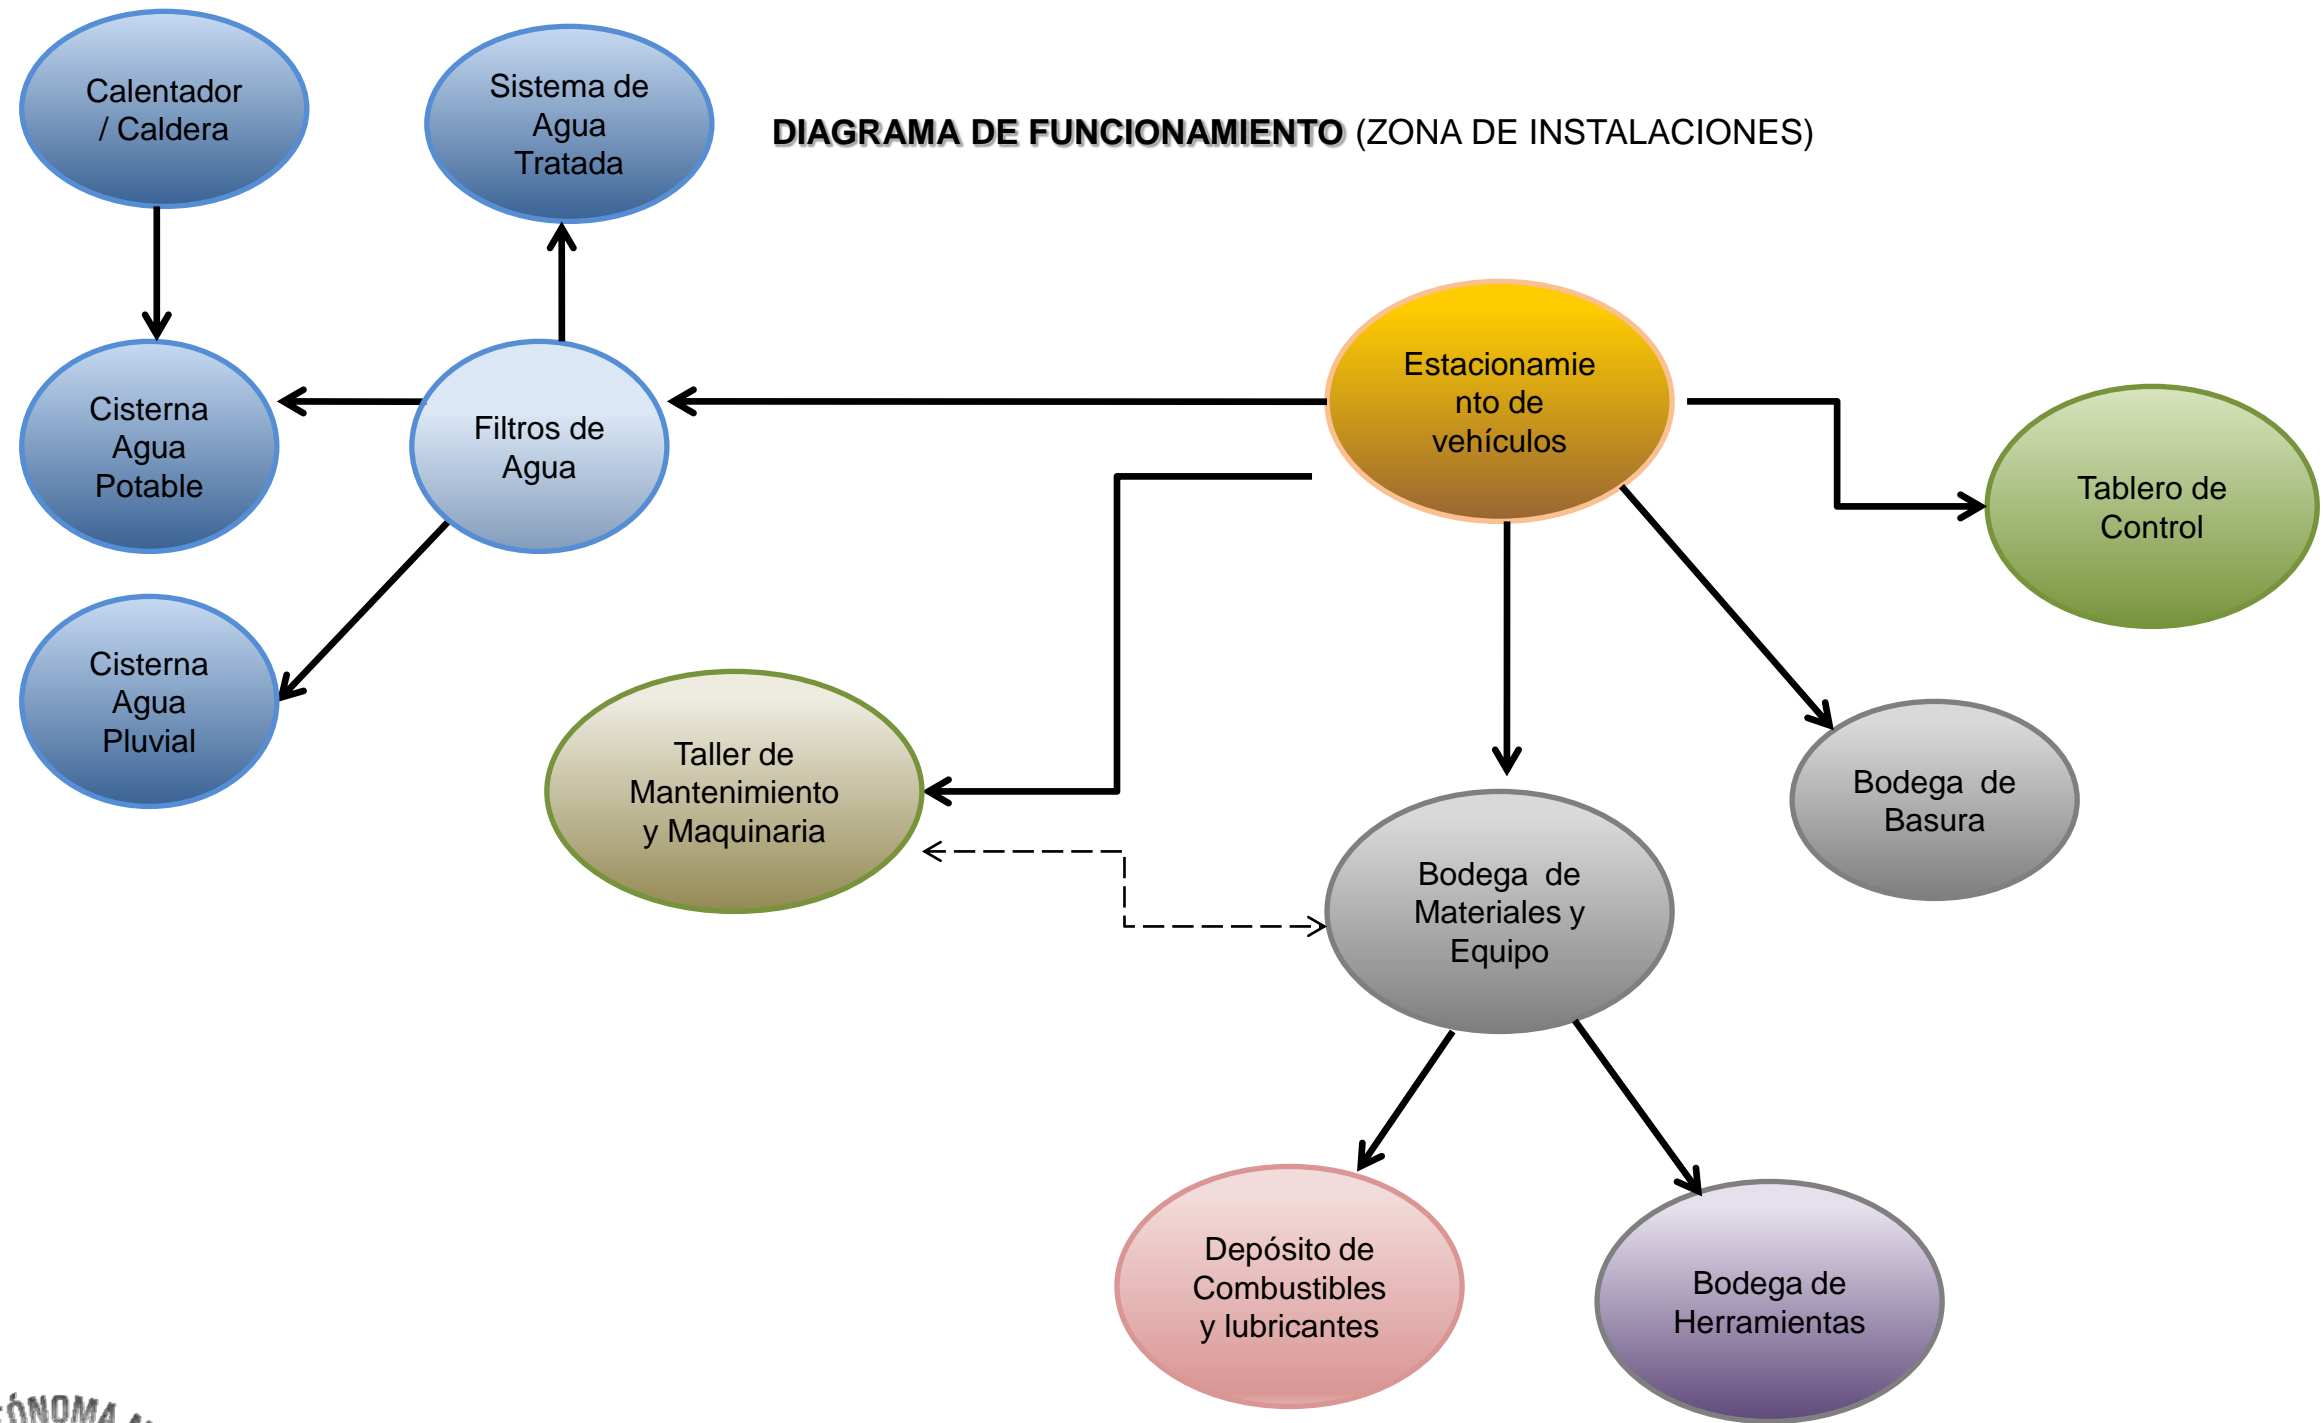 Calentador
/ Caldera
Sistema de
Agua
Tratada
DIAGRAMA DE FUNCIONAMIENTO (ZONA DE INSTALACIONES)
Estacionamie
nto de
vehículos
Cisterna
Agua
Potable
Filtros de
Agua
Tablero de
Control
Cisterna
Agua
Pluvial
Taller de
Mantenimiento
y Maquinaria
Bodega  de
Basura
Bodega  de
Materiales y
Equipo
Depósito de
Combustibles
y lubricantes
Bodega de
Herramientas